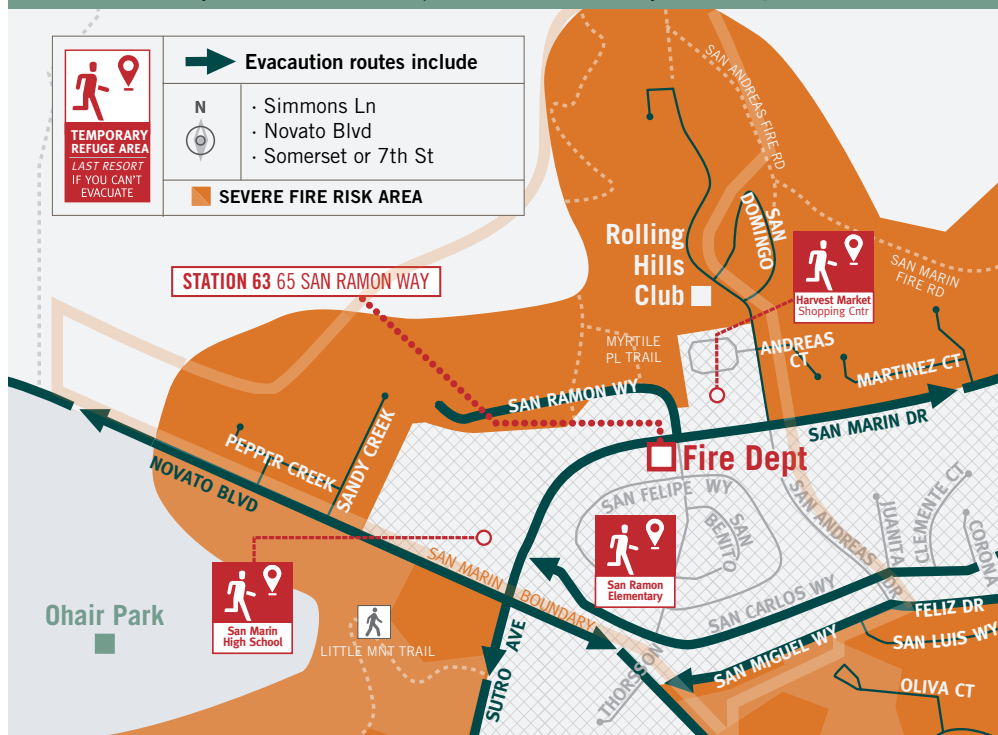 Evacaution routes include
TEMPORARY
REFUGE AREA
LAST RESORT
IF YOU CAN'T
EVACUATE
N
· Simmons Ln
· Novato Blvd
· Somerset or 7th St
SEVERE FIRE RISK AREA
SAN ANDREAS FIRE RD
SAN
DOMINGO
Rolling
Hills
Club
SAN MARIN
FIRE RD
STATION 63 65 SAN RAMON WAY
Harvest Market
Shopping Cntr
MYRTILE
PL TRAIL
ANDREAS
CT
MARTINEZ CT
SAN RAMON WY
SAN MARIN DR
PEPPER CREEK
SANDY CREEK
NOVATO BLVD
Fire Dept
SAN FELIPE WY
SAN
BENITO
SAN ANDREAS DR
JUANITA
CLEMENTE CT
CORONA
SAN MARIN BOUNDARY
San Ramon
Elementary
SAN CARLOS WY
San Marin
High School
Ohair Park
LITTLE MNT TRAIL
SUTRO AVE
THORSSON
SAN MIGUEL WY
FELIZ DR
SAN LUIS WY
OLIVA CT